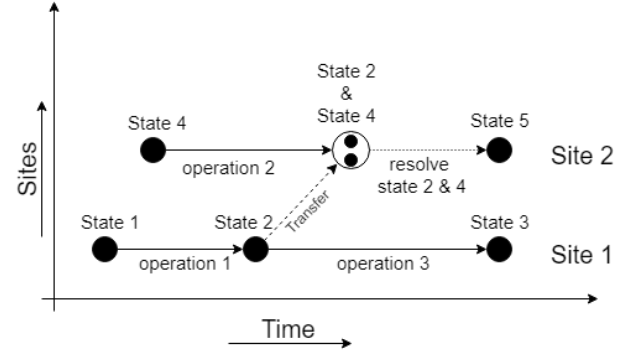 State 2
&
State 4
State 4
State 5
operation 2
resolve
state 2 & 4
Site 2
Sites
Transfer
State 1
State 2
State 3
operation 1
operation 3
Site 1
Time